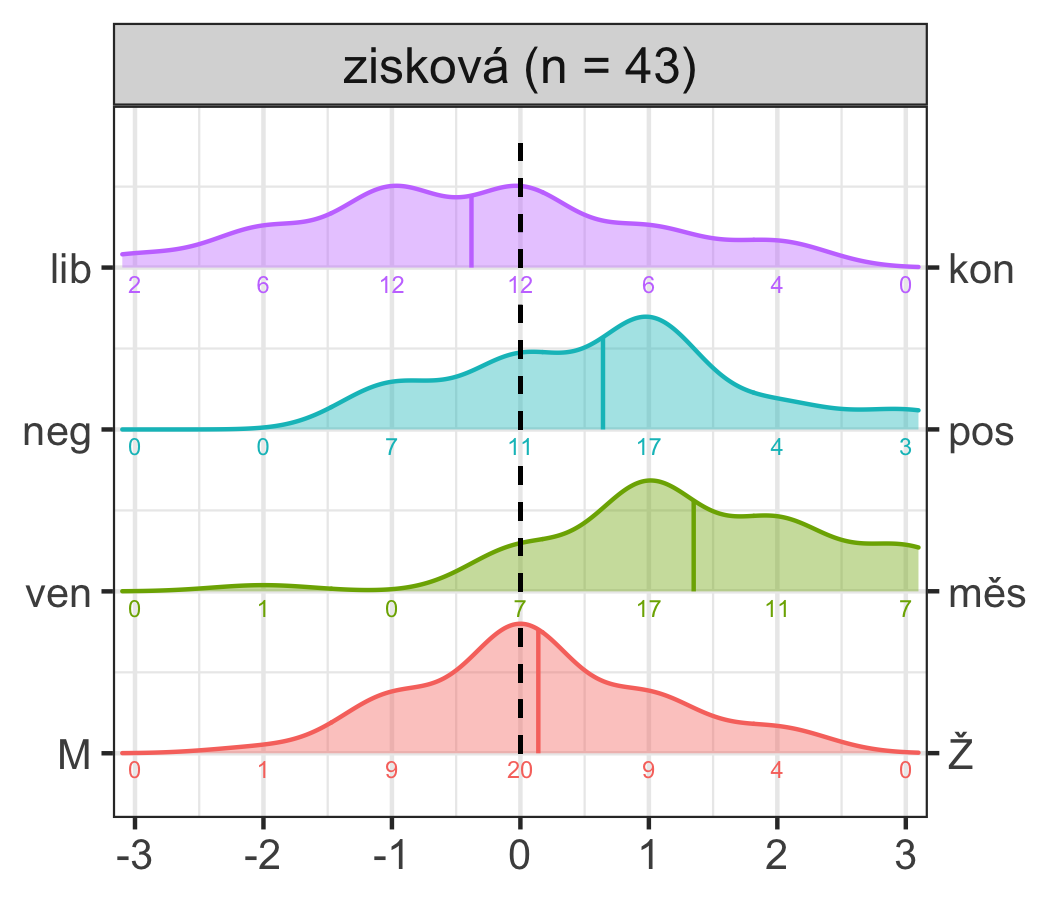 zisková (n = 43)
lib kon
2 6 12 12 6 4 0
neg pos
0 0 7 11 17 4 3
ven měs
0 1 0 7 17 11 7
M Ž
0 1 9 20 9 4 0
-3 -2 -1 0 1 2 3